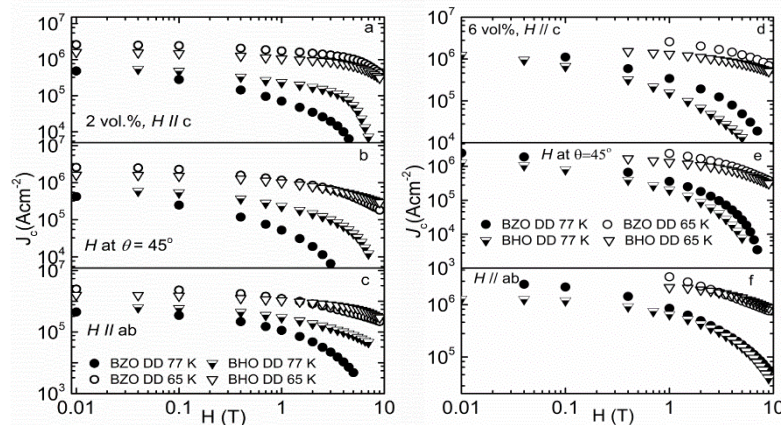 10⁷
10⁶
10⁵
10⁴
10⁷
a
2 vol.%, H // c
10⁶
10⁵
10⁷
b
H at θ = 45°
10⁵
10³
c
H // ab
BZO DD 77 K
BHO DD 77 K
BZO DD 65 K
BHO DD 65 K
0.01
0.1
1
10
H (T)
J_c(Acm⁻²)
10⁷
10⁶
10⁵
10⁴
6 vol%, H // c
d
10⁶
10⁵
10⁴
10³
H at θ=45°
e
BZO DD 77 K
BZO DD 65 K
BHO DD 77 K
BHO DD 65 K
10⁶
10⁵
H // ab
f
0.01
0.1
1
10
H (T)
J_c(Acm⁻²)